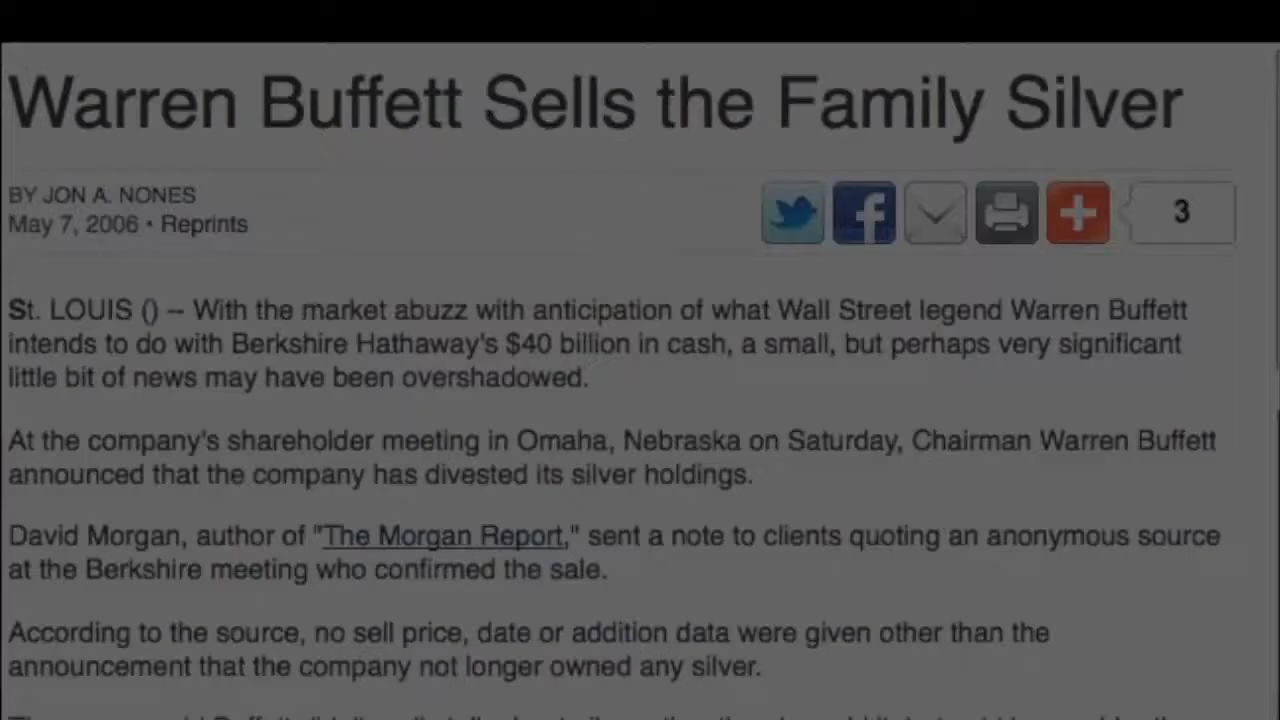 Warren Buffett Sells the Family Silver
BY JON A. NONES
May 7, 2006 • Reprints
3
St. LOUIS () -- With the market abuzz with anticipation of what Wall Street legend Warren Buffett
intends to do with Berkshire Hathaway's $40 billion in cash, a small, but perhaps very significant
little bit of news may have been overshadowed.
At the company's shareholder meeting in Omaha, Nebraska on Saturday, Chairman Warren Buffett
announced that the company has divested its silver holdings.
David Morgan, author of "The Morgan Report," sent a note to clients quoting an anonymous source
at the Berkshire meeting who confirmed the sale.
According to the source, no sell price, date or addition data were given other than the
announcement that the company not longer owned any silver.